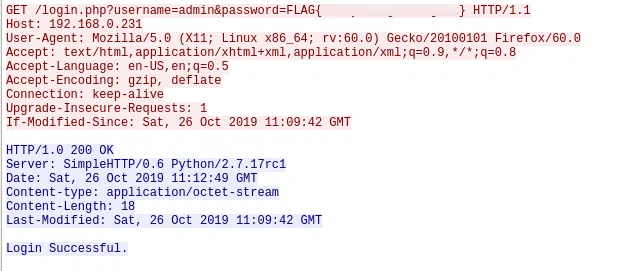 GET /login.php?username=admin&password=FLAG{ } HTTP/1.1
Host: 192.168.0.231
User-Agent: Mozilla/5.0 (X11; Linux x86_64; rv:60.0) Gecko/20100101 Firefox/60.0
Accept: text/html,application/xhtml+xml,application/xml;q=0.9,*/*;q=0.8
Accept-Language: en-US,en;q=0.5
Accept-Encoding: gzip, deflate
Connection: keep-alive
Upgrade-Insecure-Requests: 1
If-Modified-Since: Sat, 26 Oct 2019 11:09:42 GMT
HTTP/1.0 200 OK
Server: SimpleHTTP/0.6 Python/2.7.17rc1
Date: Sat, 26 Oct 2019 11:12:49 GMT
Content-type: application/octet-stream
Content-Length: 18
Last-Modified: Sat, 26 Oct 2019 11:09:42 GMT
Login Successful.